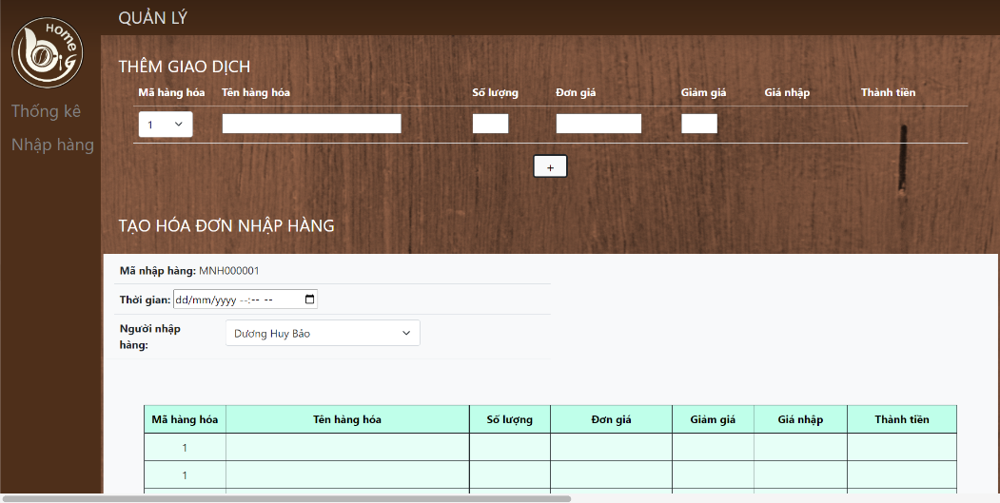 QUẢN LÝ
Home
BiG
Thống kê
Nhập hàng
THÊM GIAO DỊCH
Mã hàng hóa Tên hàng hóa Số lượng Đơn giá Giảm giá Giá nhập Thành tiền
1
+
TẠO HÓA ĐƠN NHẬP HÀNG
Mã nhập hàng: MNH000001
Thời gian: dd/mm/yyyy --:-- --
Người nhập hàng: Dương Huy Bảo
Mã hàng hóa Tên hàng hóa Số lượng Đơn giá Giảm giá Giá nhập Thành tiền
1
1